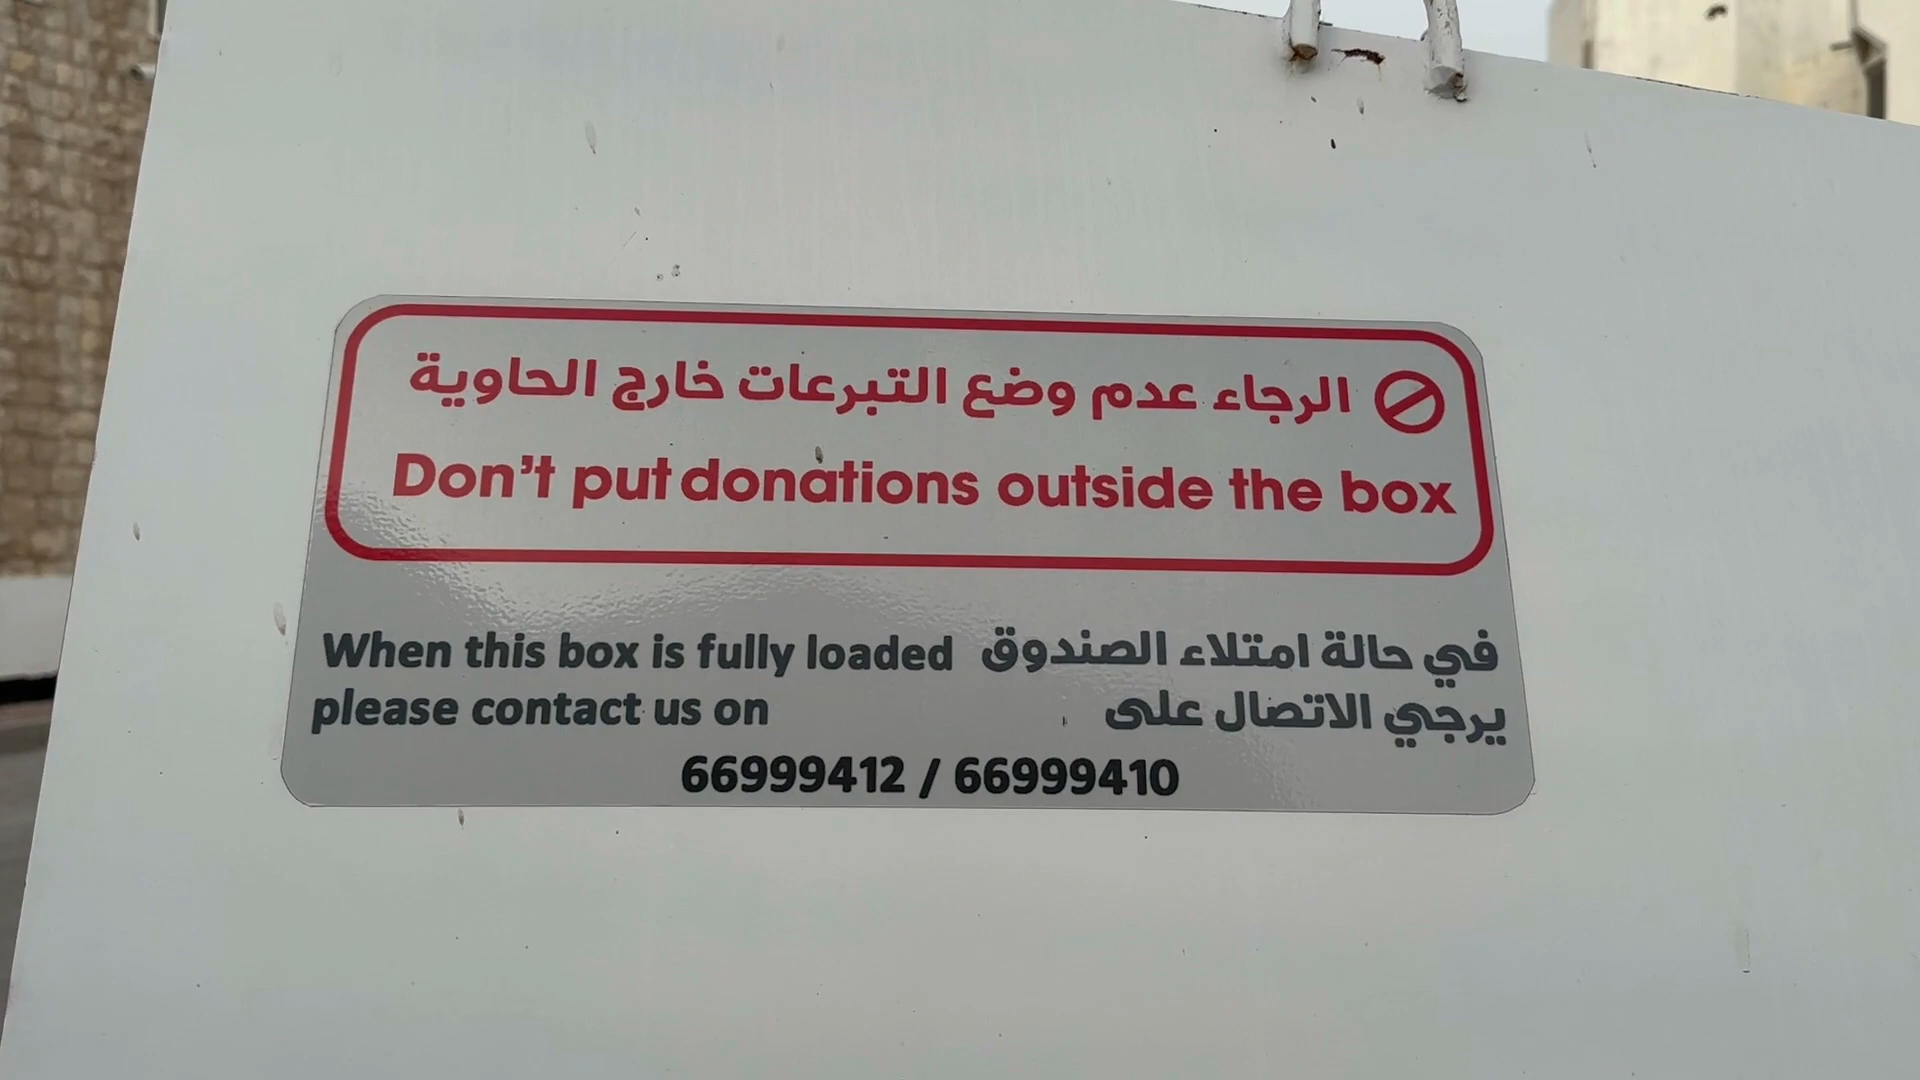 الرجاء عدم وضع التبرعات خارج الحاوية
Don't put donations outside the box
When this box is fully loaded
please contact us on
في حالة امتلاء الصندوق
يرجي الاتصال على
66999412 / 66999410